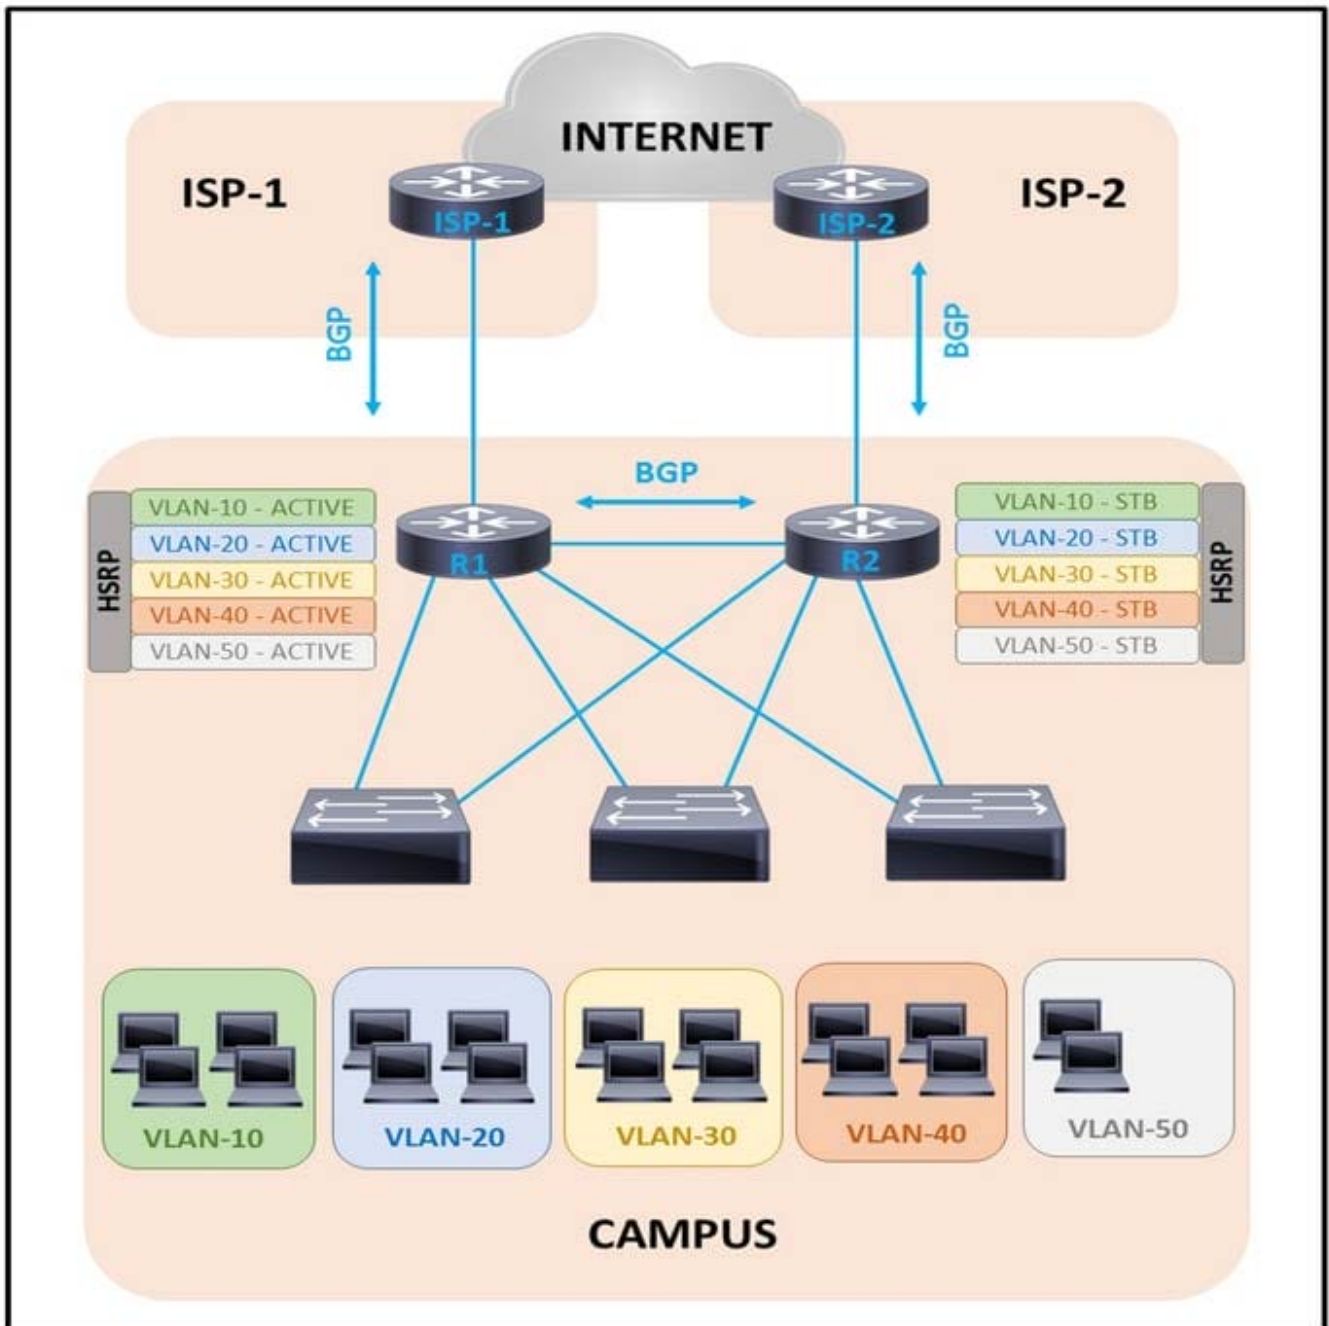 INTERNET
ISP-1
ISP-1
ISP-2
ISP-2
BGP
BGP
BGP
HSRP
VLAN-10 - ACTIVE
VLAN-20 - ACTIVE
VLAN-30 - ACTIVE
VLAN-40 - ACTIVE
VLAN-50 - ACTIVE
R1
R2
VLAN-10 - STB
VLAN-20 - STB
VLAN-30 - STB
VLAN-40 - STB
VLAN-50 - STB
HSRP
VLAN-10
VLAN-20
VLAN-30
VLAN-40
VLAN-50
CAMPUS